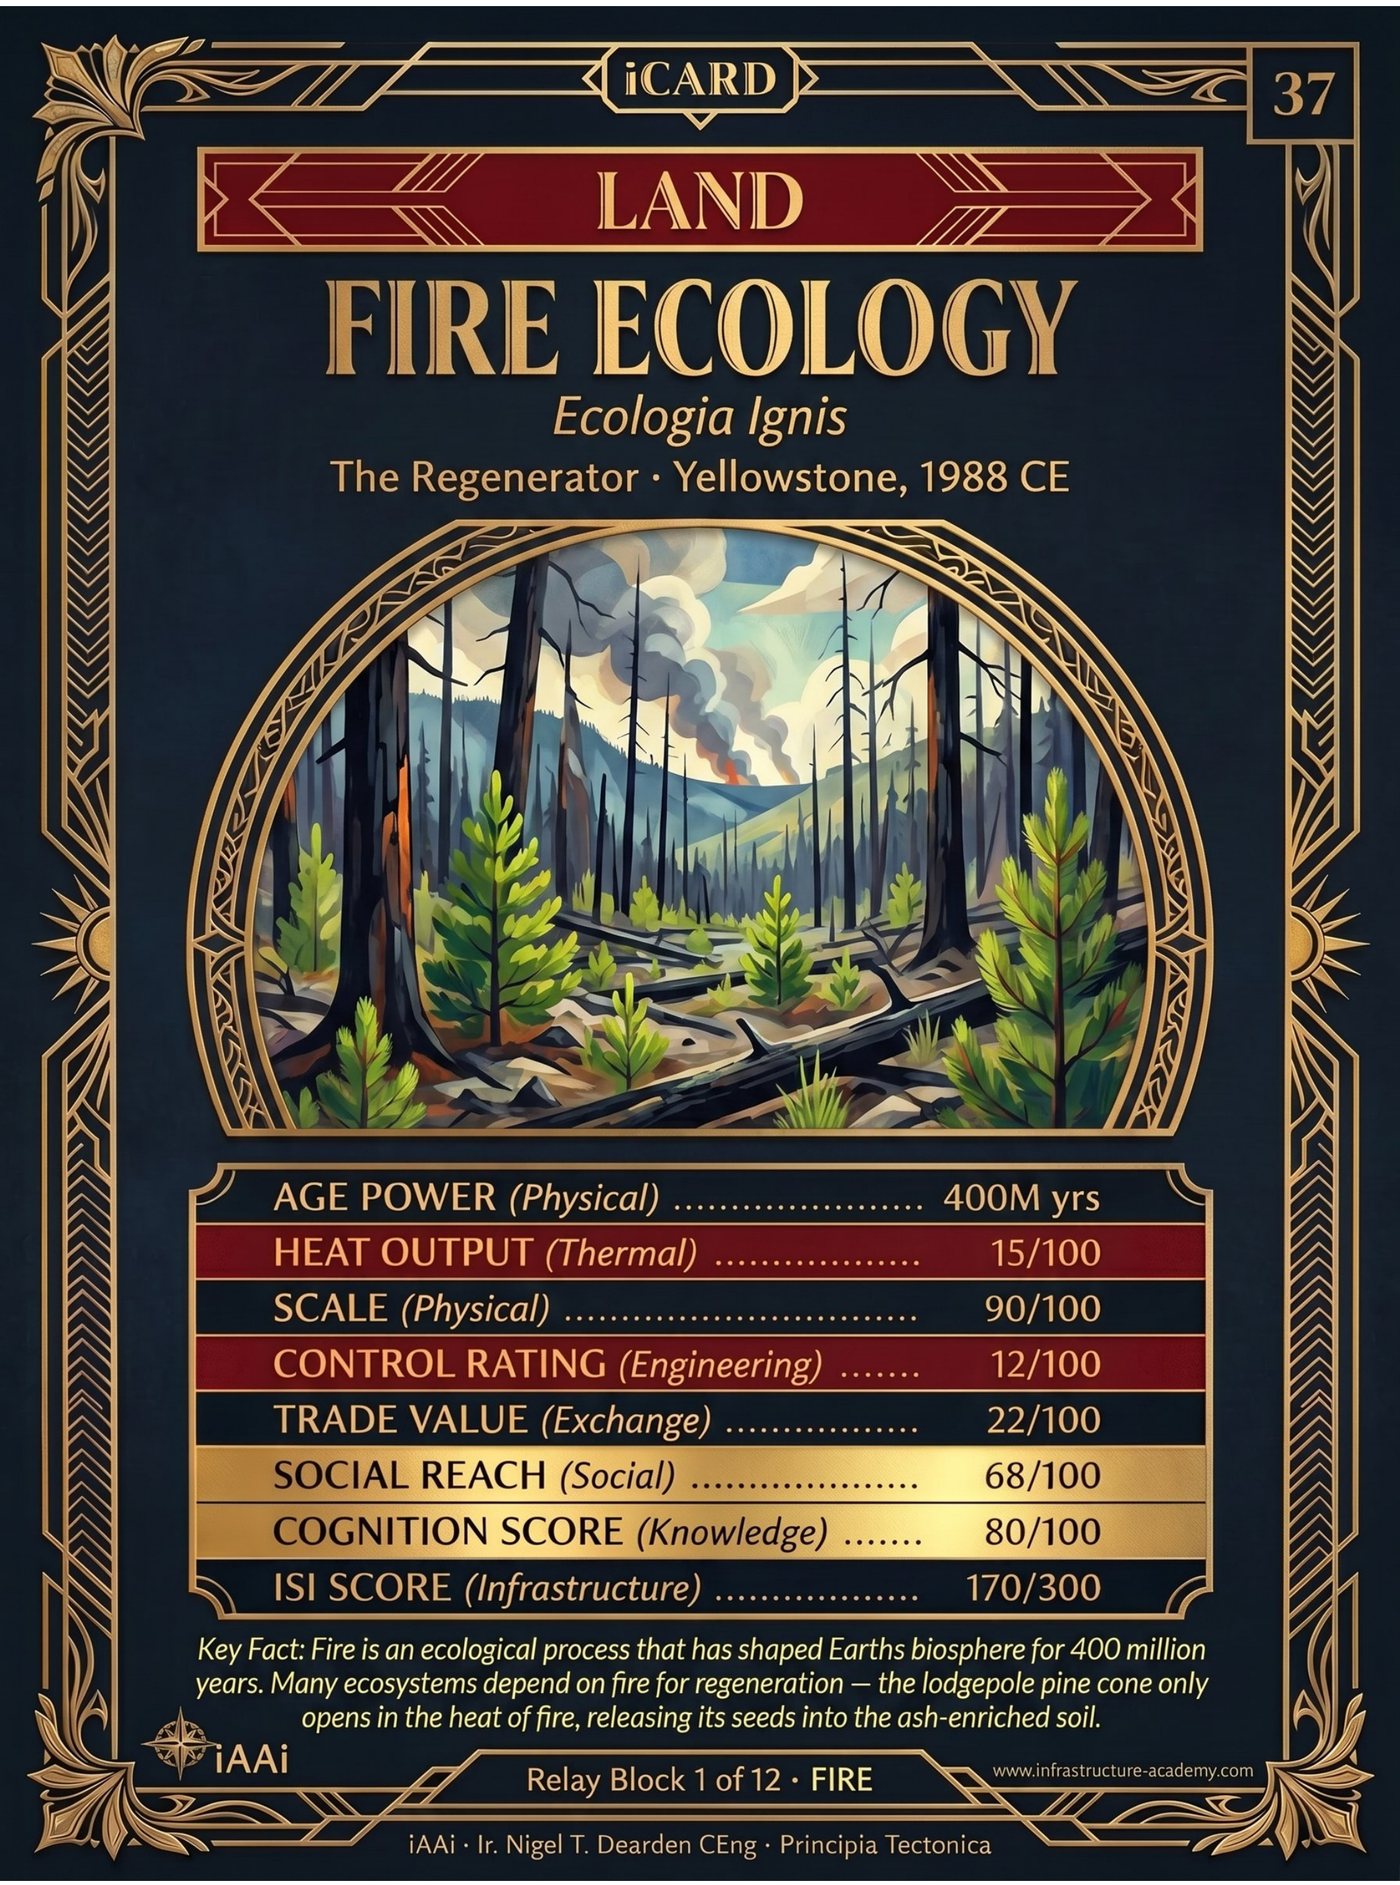 iCARD
37
LAND
FIRE ECOLOGY
Ecologia Ignis
The Regenerator · Yellowstone, 1988 CE
AGE POWER (Physical) ........................ 400M yrs
HEAT OUTPUT (Thermal) ................... 15/100
SCALE (Physical) ................................. 90/100
CONTROL RATING (Engineering) ....... 12/100
TRADE VALUE (Exchange) .................. 22/100
SOCIAL REACH (Social) ..................... 68/100
COGNITION SCORE (Knowledge) ....... 80/100
ISI SCORE (Infrastructure) ................... 170/300
Key Fact: Fire is an ecological process that has shaped Earths biosphere for 400 million
years. Many ecosystems depend on fire for regeneration — the lodgepole pine cone only
opens in the heat of fire, releasing its seeds into the ash-enriched soil.
iAAi
Relay Block 1 of 12 · FIRE
www.infrastructure-academy.com
iAAi · Ir. Nigel T. Dearden CEng · Principia Tectonica